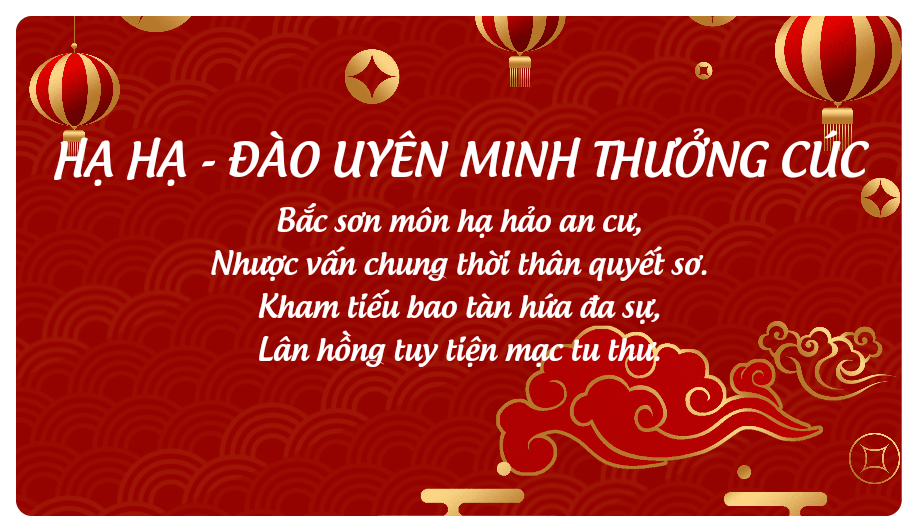 HẠ HẠ - ĐÀO UYÊN MINH THƯỞNG CÚC
Bắc sơn môn hạ hảo an cư,
Nhược vấn chung thời thân quyết sơ.
Kham tiếu bao tàn hứa đa sự,
Lân hồng tuy tiện mạc tu thư.